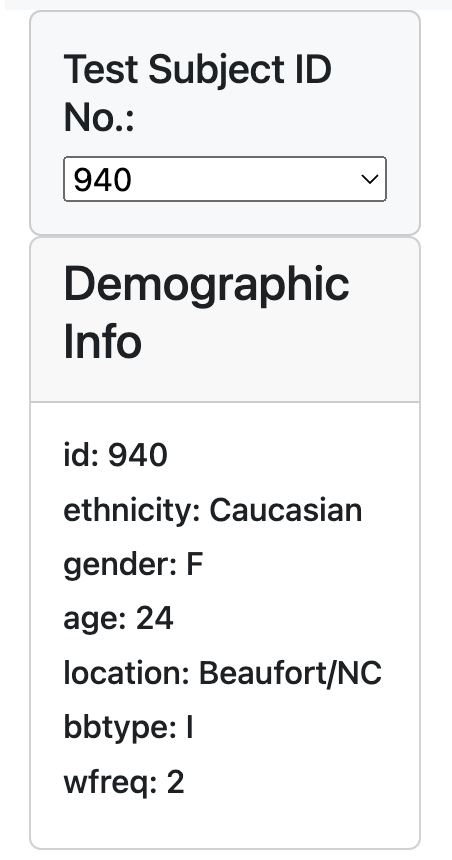 Test Subject ID
No.:
940
Demographic
Info
id: 940
ethnicity: Caucasian
gender: F
age: 24
location: Beaufort/NC
bbtype: I
wfreq: 2